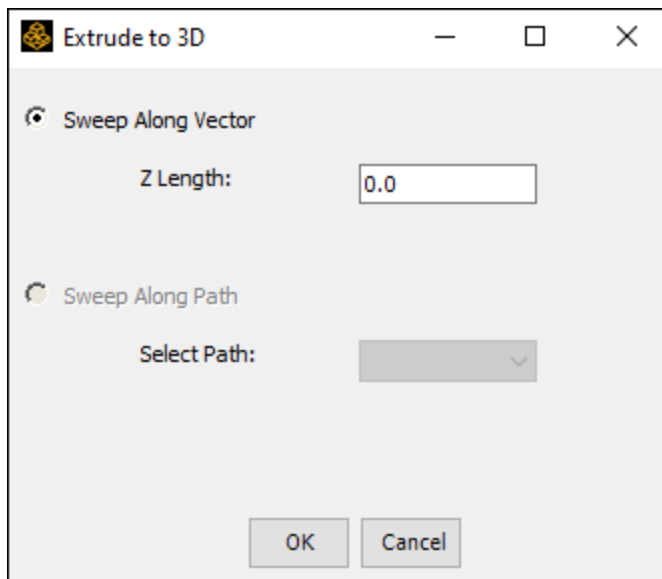 Extrude to 3D
Sweep Along Vector
Z Length: 0.0
Sweep Along Path
Select Path:
OK Cancel